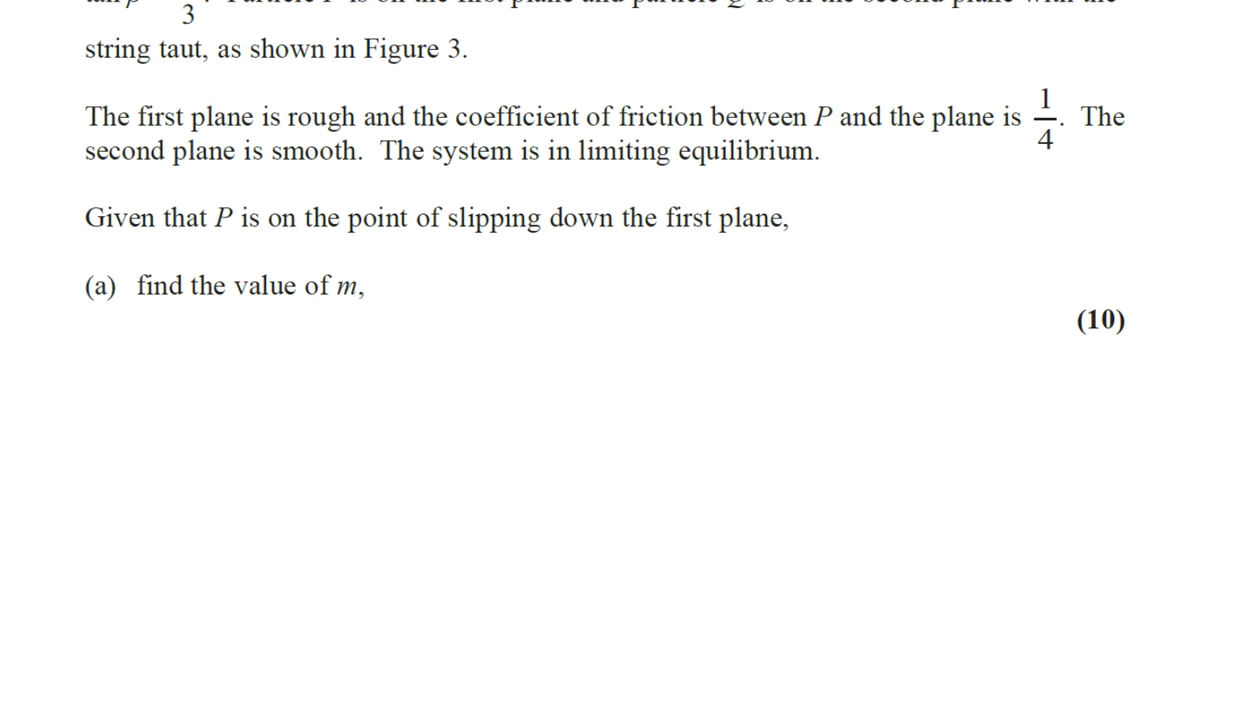 3
string taut, as shown in Figure 3.
The first plane is rough and the coefficient of friction between P and the plane is 1/4. The
second plane is smooth. The system is in limiting equilibrium.
Given that P is on the point of slipping down the first plane,
(a) find the value of m,
(10)